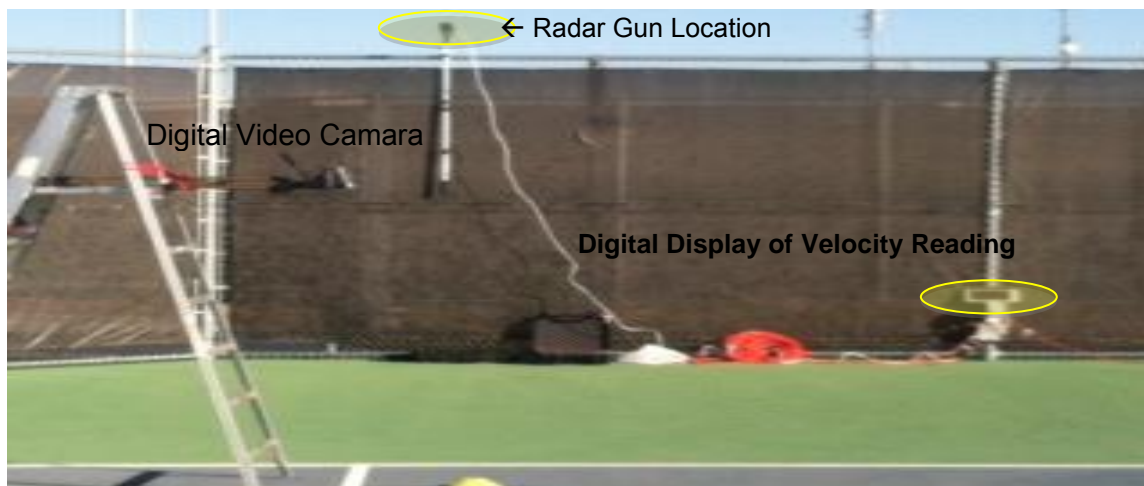 ← Radar Gun Location
Digital Video Camara
Digital Display of Velocity Reading